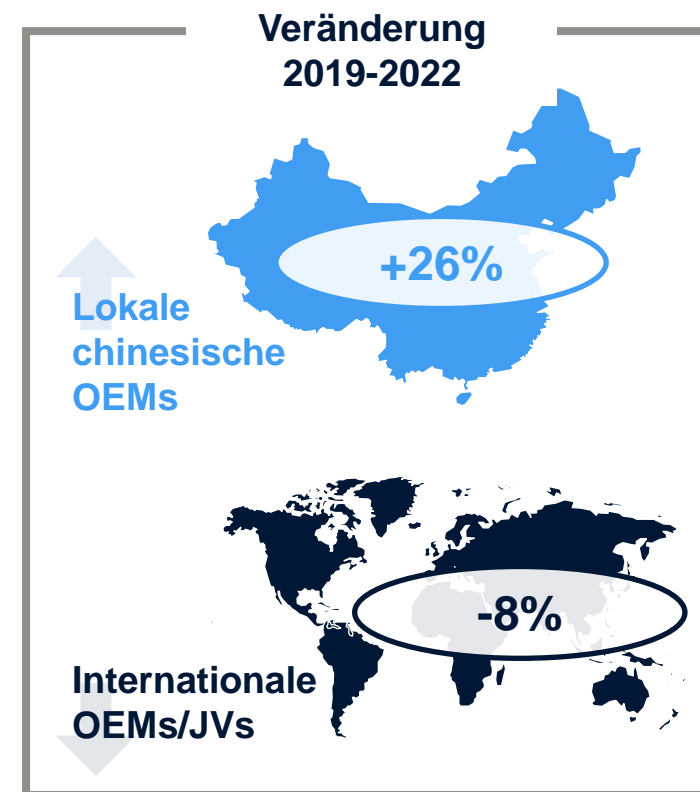 Veränderung
2019-2022
+26%
Lokale
chinesische
OEMs
-8%
Internationale
OEMs/JVs